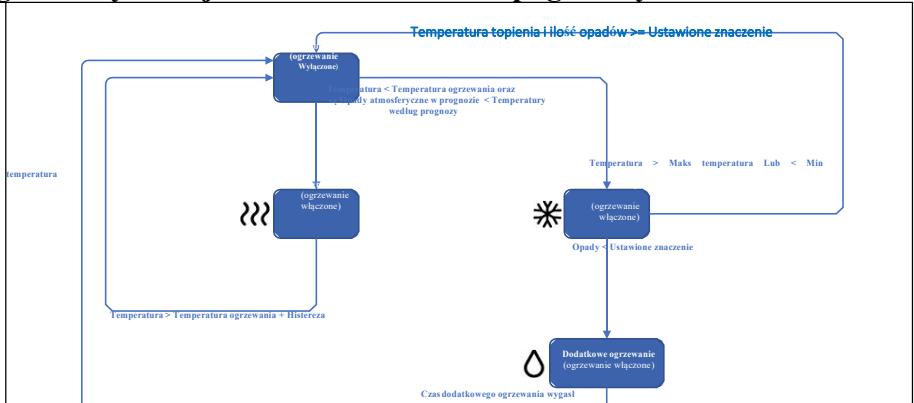 Temperatura topienia i ilość opadów >= Ustawione znaczenie
(ogrzewanie
Wyłączone)
Temperatura < Temperatura ogrzewania oraz
Opady atmosferyczne w prognozie < Temperatury
według prognozy
Temperatura > Maks temperatura Lub < Min
temperatura
(ogrzewanie
włączone)
(ogrzewanie
włączone)
Opady < Ustawione znaczenie
Temperatura > Temperatura ogrzewania + Histereza
Dodatkowe ogrzewanie
(ogrzewanie włączone)
Czas dodatkowego ogrzewania wygasł